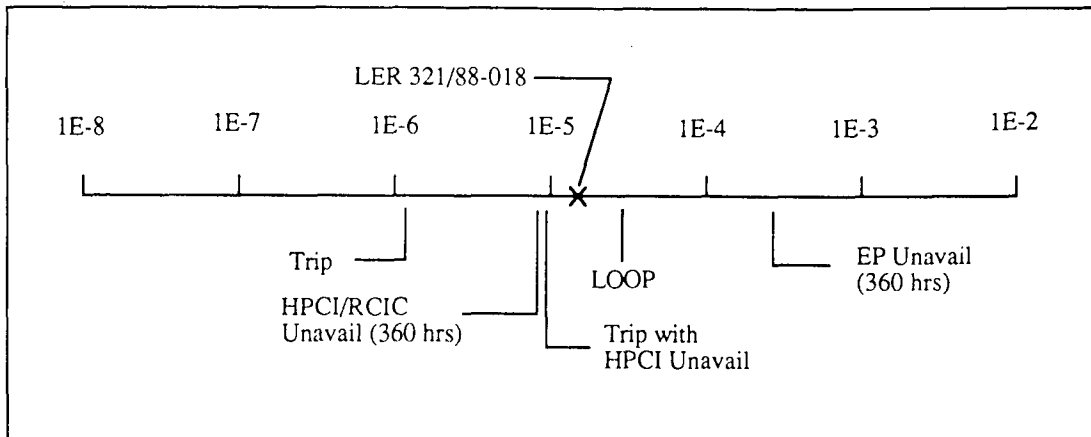 LER 321/88-018
1E-8 1E-7 1E-6 1E-5 1E-4 1E-3 1E-2
Trip
HPCI/RCIC
Unavail (360 hrs)
LOOP
Trip with
HPCI Unavail
EP Unavail
(360 hrs)